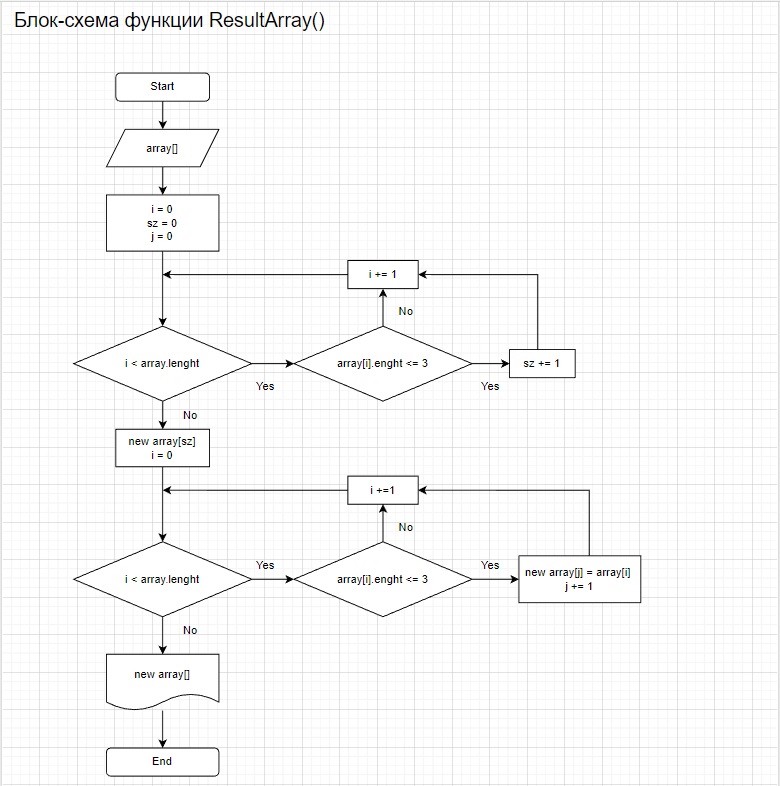 Блок-схема функции ResultArray()
Start
array[]
i = 0
sz = 0
j = 0
i += 1
No
i < array.lenght
array[i].enght <= 3
sz += 1
Yes
Yes
No
new array[sz]
i = 0
i +=1
No
Yes
Yes
i < array.lenght
array[i].enght <= 3
new array[j] = array[i]
j += 1
No
new array[]
End